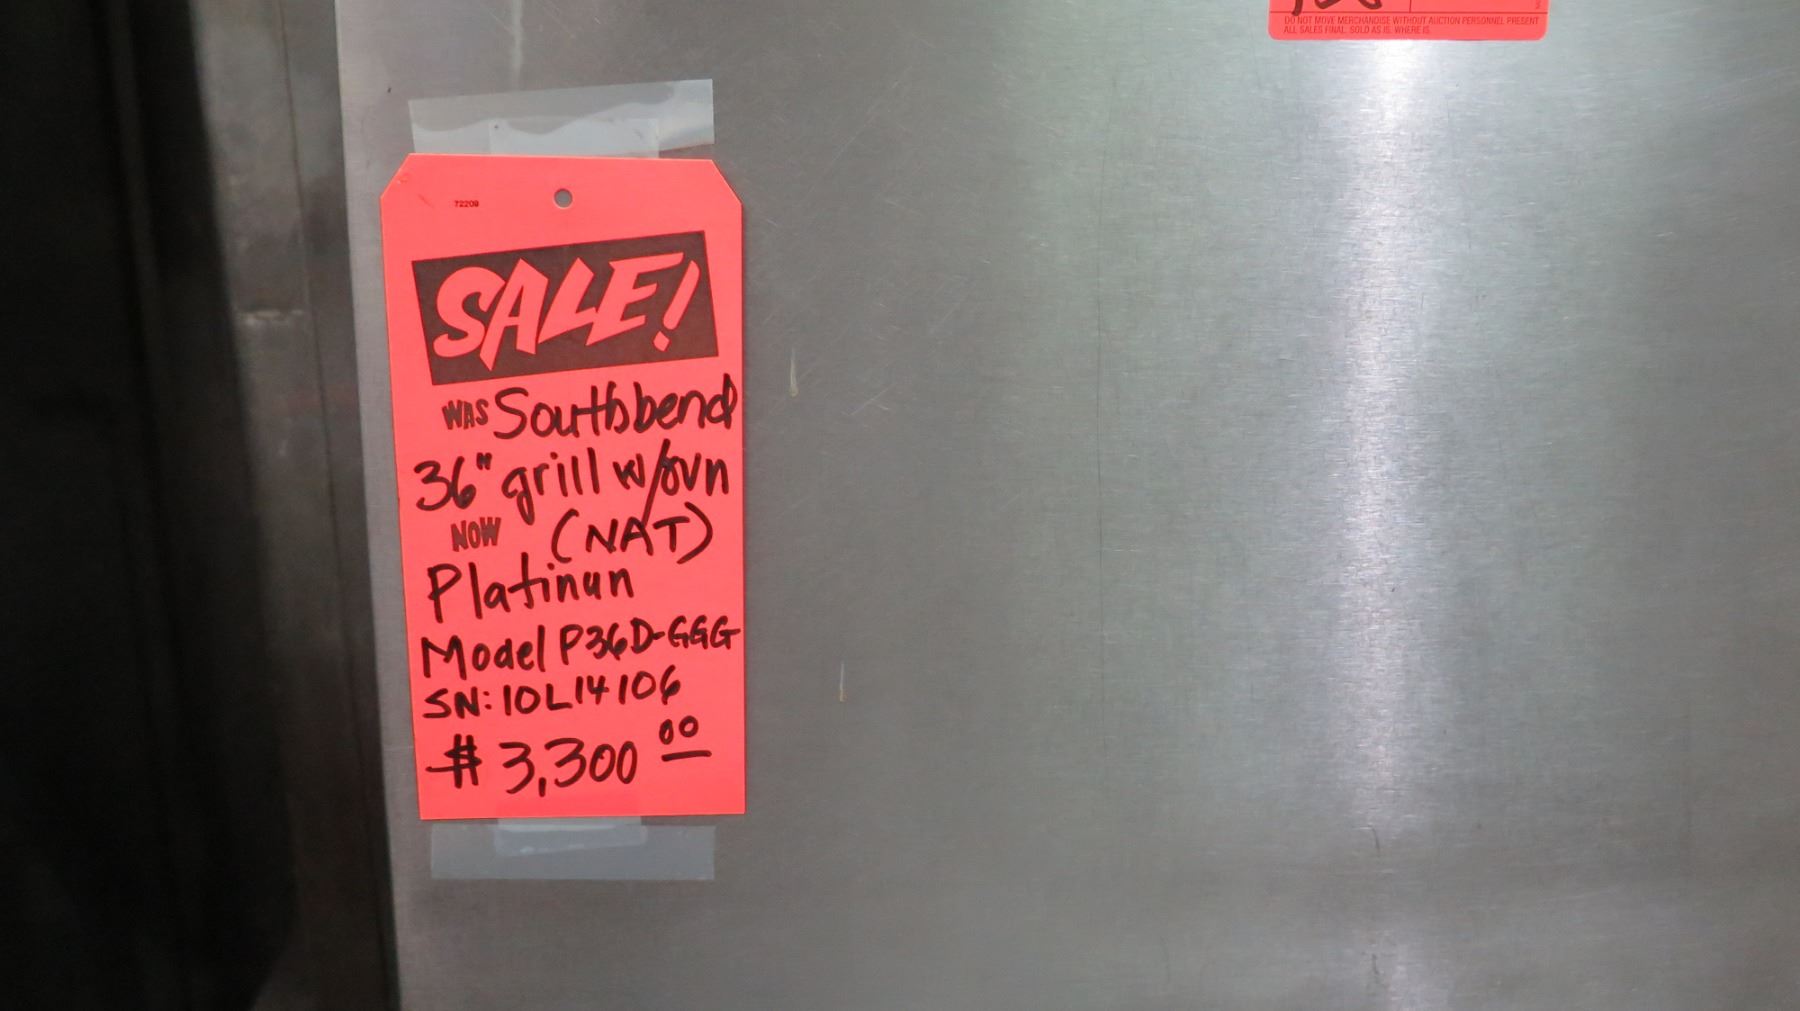 DO NOT MOVE MERCHANDISE WITHOUT AUCTION PERSONNEL PRESENT
ALL SALES FINAL. SOLD AS IS. WHERE IS
72209
SALE!
WAS Southbend
36" grill w/ovn
NOW (NAT)
Platinun
Model P36D-GGG
SN: 10L14106
$ 3,300 00